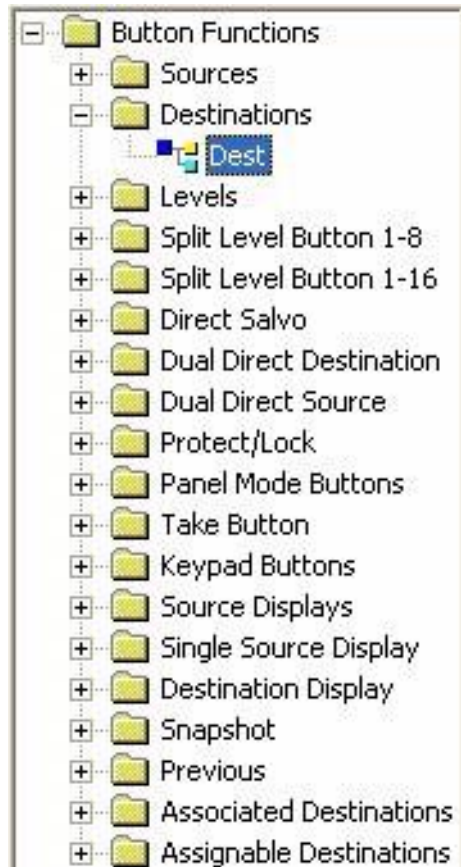 Button Functions
Sources
Destinations
Dest
Levels
Split Level Button 1-8
Split Level Button 1-16
Direct Salvo
Dual Direct Destination
Dual Direct Source
Protect/Lock
Panel Mode Buttons
Take Button
Keypad Buttons
Source Displays
Single Source Display
Destination Display
Snapshot
Previous
Associated Destinations
Assignable Destinations